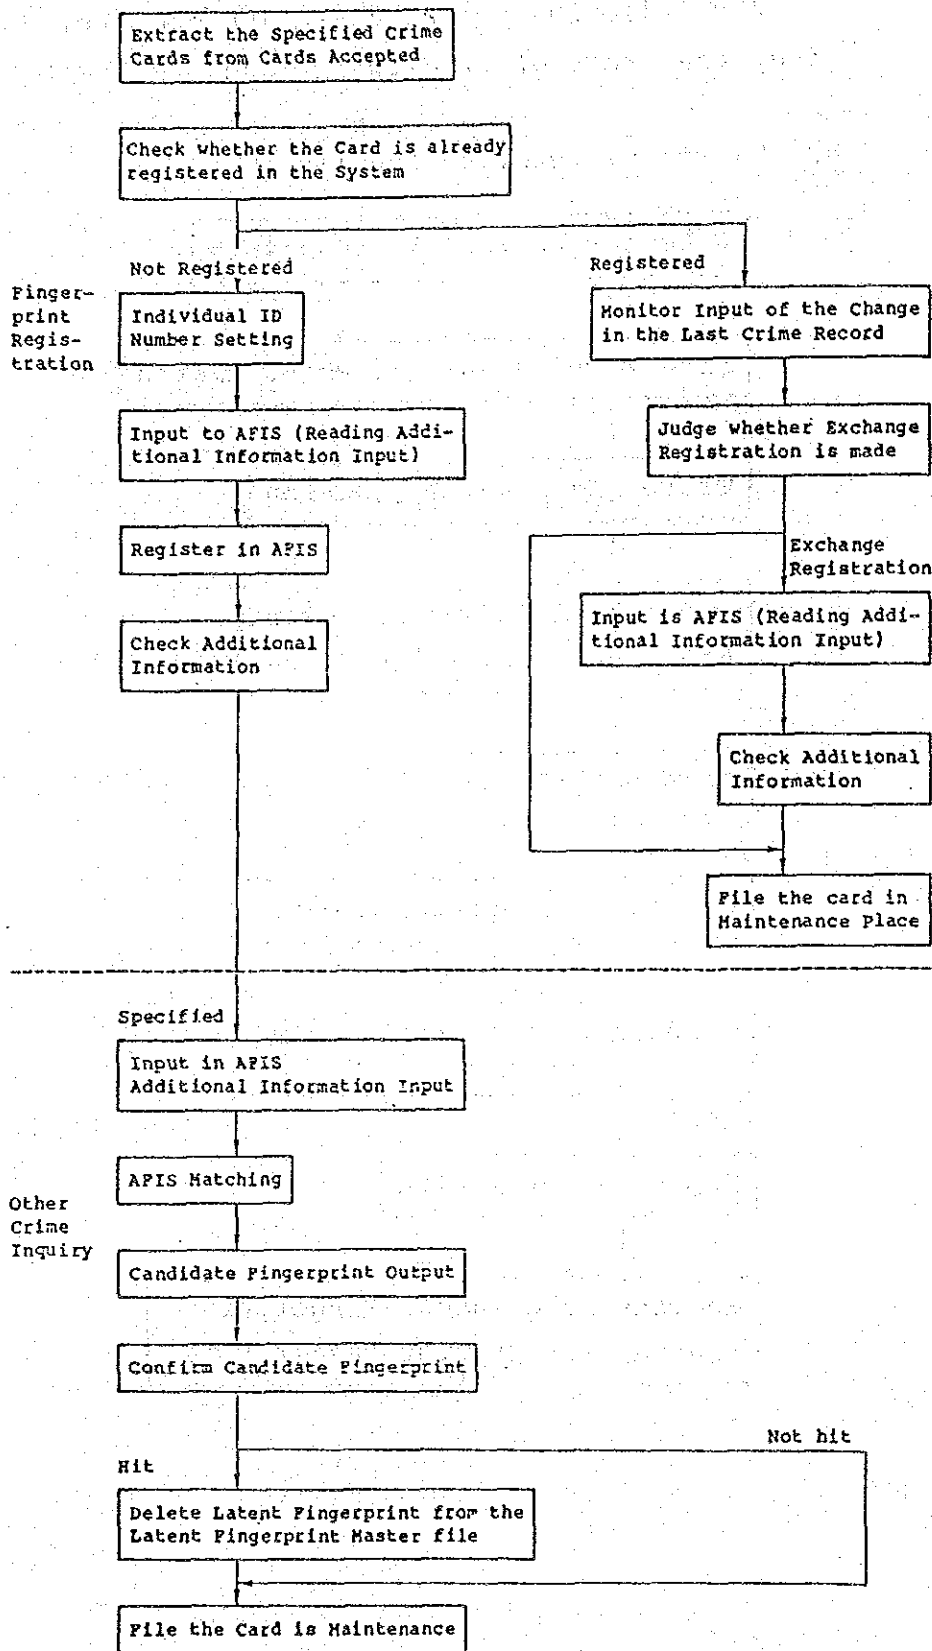 Extract the Specified Crime
Cards from Cards Accepted
Check whether the Card is already
registered in the System
Not Registered
Registered
Finger-
print
Regis-
tration
Individual ID
Number Setting
Monitor Input of the Change
in the Last Crime Record
Input to AFIS (Reading Addi-
tional Information Input)
Judge whether Exchange
Registration is made
Register in AFIS
Exchange
Registration
Check Additional
Information
Input is AFIS (Reading Addi-
tional Information Input)
Check Additional
Information
File the card in
Maintenance Place
Specified
Input in AFIS
Additional Information Input
AFIS Matching
Other
Crime
Inquiry
Candidate Fingerprint Output
Confirm Candidate Fingerprint
Not hit
Hit
Delete Latent Fingerprint from the
Latent Fingerprint Master file
File the Card is Maintenance